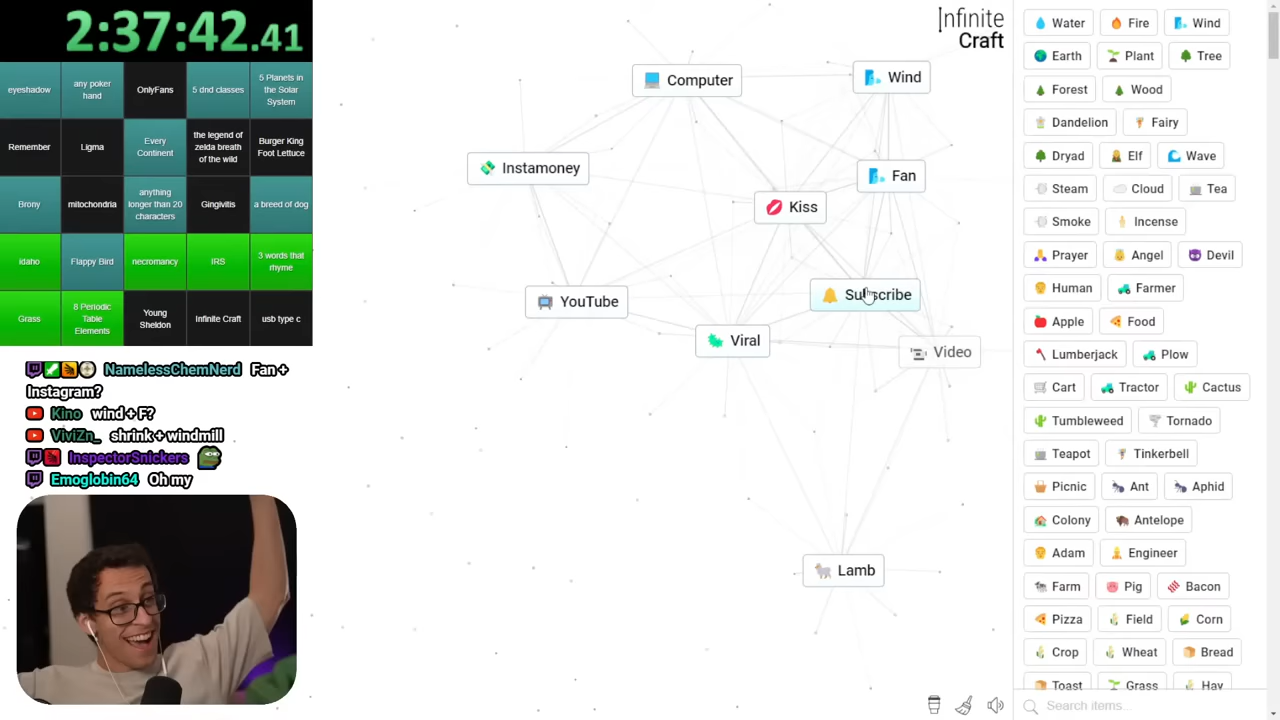 2:37:42.41
eyeshadow
any poker
hand
OnlyFans
5 dnd classes
5 Planets in
the Solar
System
Remember
Ligma
Every
Continent
the legend of
zelda breath
of the wild
Burger King
Foot Lettuce
Brony
mitochondria
anything
longer than 20
characters
Gingivitis
a breed of dog
idaho
Flappy Bird
necromancy
IRS
3 words that
rhyme
Grass
8 Periodic
Table
Elements
Young
Sheldon
Infinite Craft
usb type c
NamelessChemNerd Fan +
Instagram?
Kino wind + F?
ViviZn_ shrink + windmill
InspectorSnickers
Emoglobin64 Oh my
Infinite
Craft
Computer
Wind
Instamoney
Fan
Kiss
YouTube
Subscribe
Viral
Video
Lamb
Water Fire Wind
Earth Plant Tree
Forest Wood
Dandelion Fairy
Dryad Elf Wave
Steam Cloud Tea
Smoke Incense
Prayer Angel Devil
Human Farmer
Apple Food
Lumberjack Plow
Cart Tractor Cactus
Tumbleweed Tornado
Teapot Tinkerbell
Picnic Ant Aphid
Colony Antelope
Adam Engineer
Farm Pig Bacon
Pizza Field Corn
Crop Wheat Bread
Toast Grass Hay
Search items...